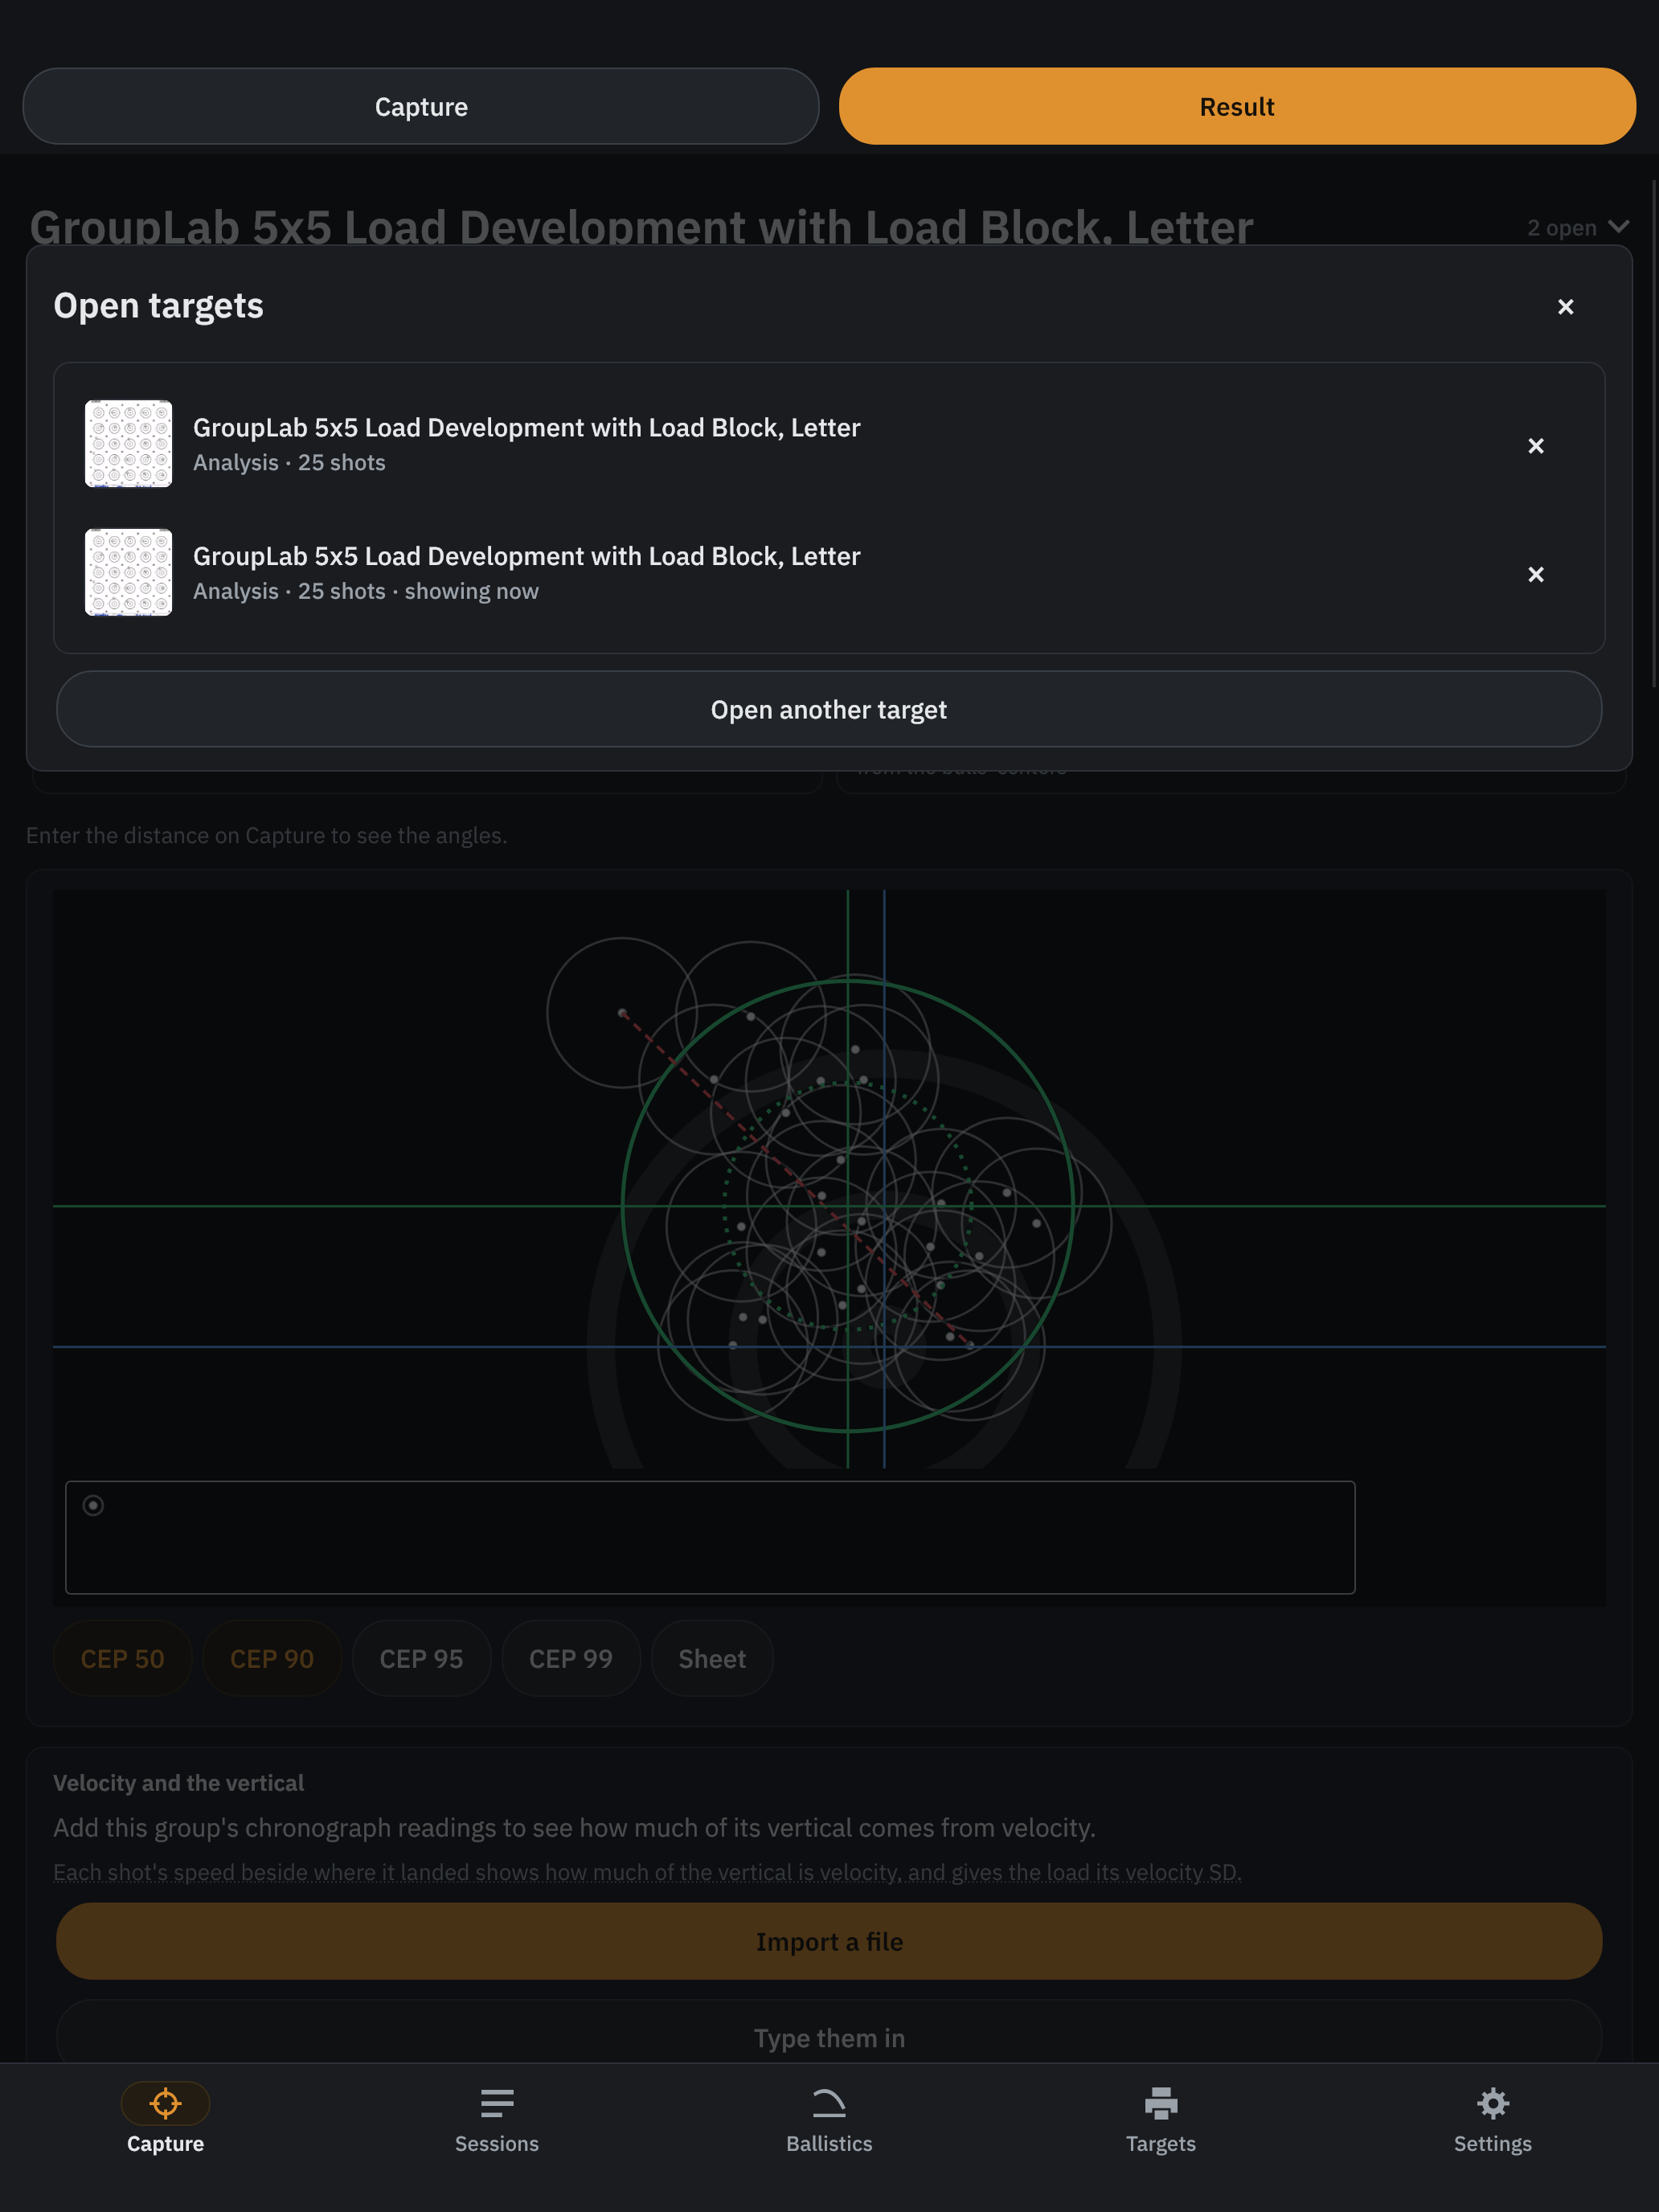 Capture
Result
GroupLab 5x5 Load Development with Load Block, Letter
2 open
Open targets
×
GroupLab 5x5 Load Development with Load Block, Letter
Analysis · 25 shots
×
GroupLab 5x5 Load Development with Load Block, Letter
Analysis · 25 shots · showing now
×
Open another target
Enter the distance on Capture to see the angles.
CEP 50
CEP 90
CEP 95
CEP 99
Sheet
Velocity and the vertical
Add this group's chronograph readings to see how much of its vertical comes from velocity.
Each shot's speed beside where it landed shows how much of the vertical is velocity, and gives the load its velocity SD.
Import a file
Type them in
Capture
Sessions
Ballistics
Targets
Settings